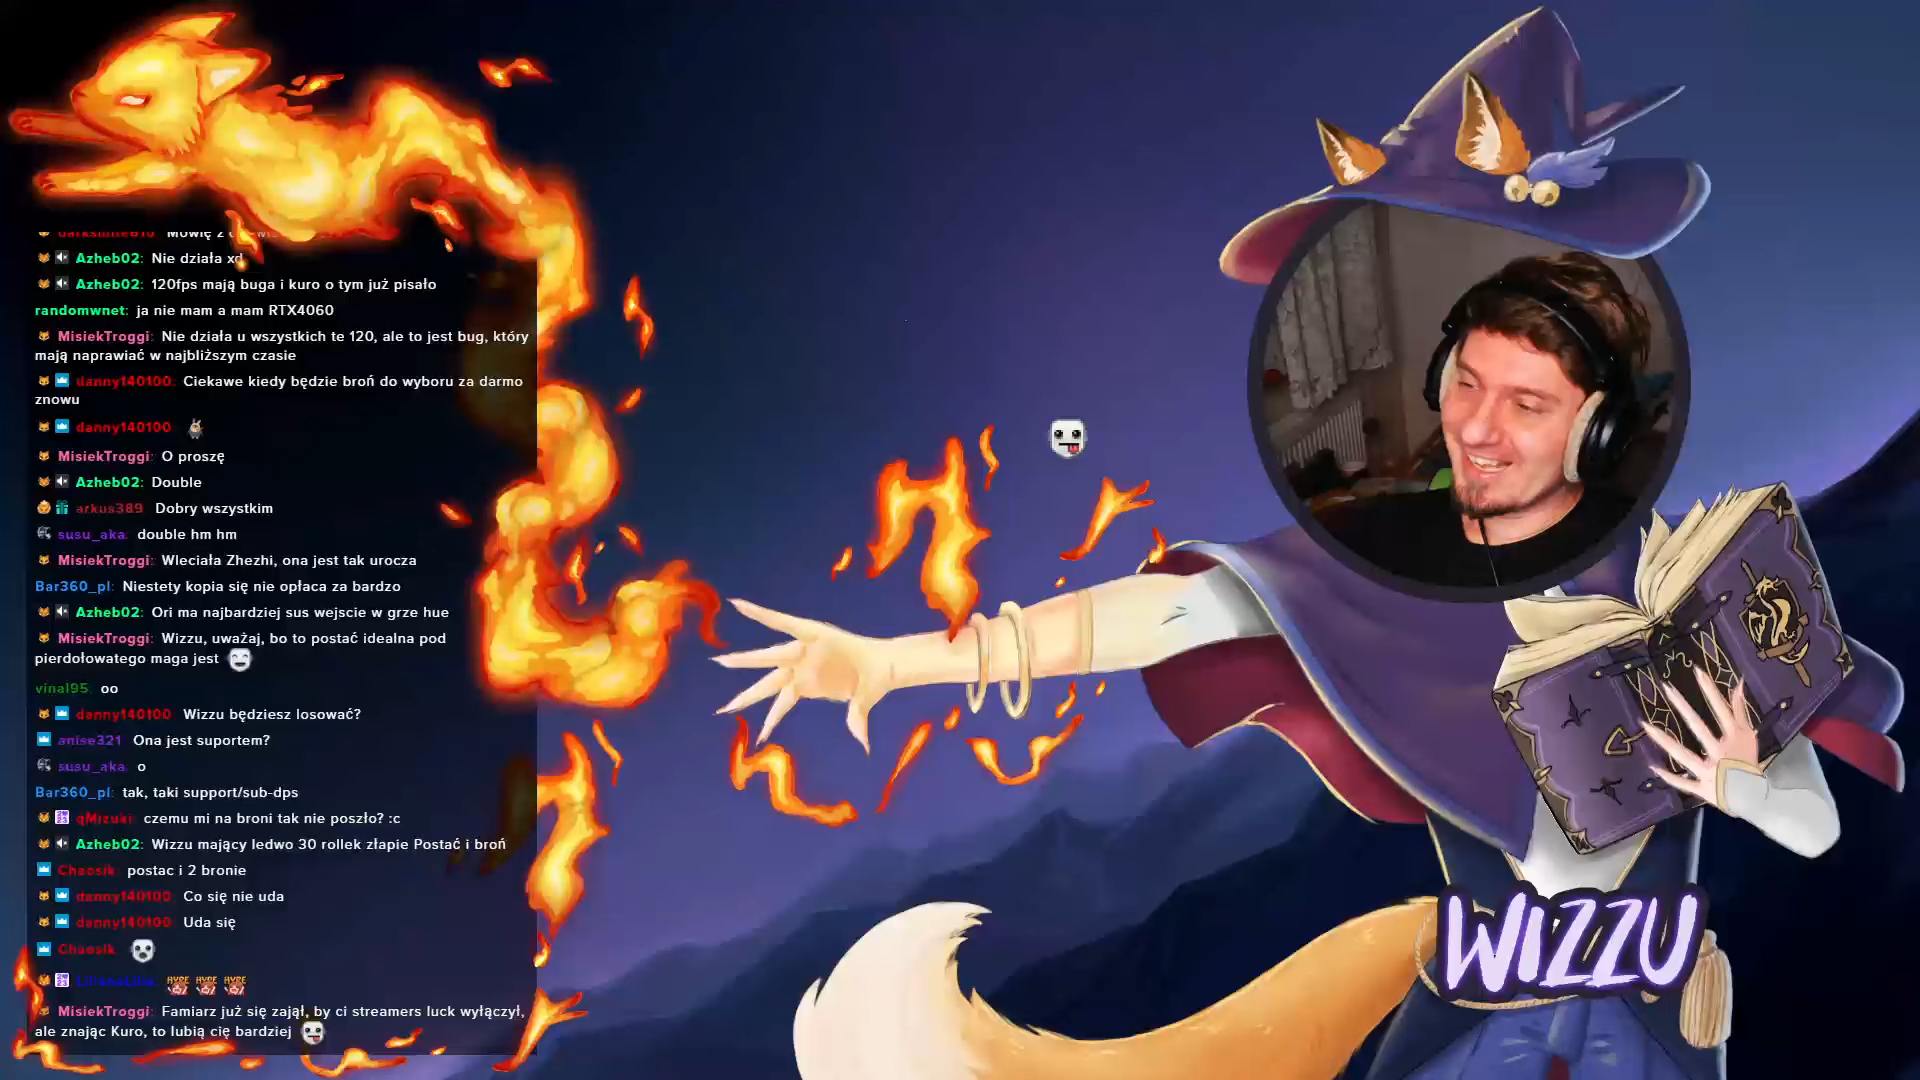 Azheb02: Nie działa xd
Azheb02: 120fps mają buga i kuro o tym już pisało
randomwnet: ja nie mam a mam RTX4060
MisiekTroggi: Nie działa u wszystkich te 120, ale to jest bug, który
mają naprawiać w najbliższym czasie
danny140100: Ciekawe kiedy będzie broń do wyboru za darmo
znowu
danny140100
MisiekTroggi: O proszę
Azheb02: Double
arkus389 Dobry wszystkim
susu_aka: double hm hm
MisiekTroggi: Wleciała Zhezhi, ona jest tak urocza
Bar360_pl: Niestety kopia się nie opłaca za bardzo
Azheb02: Ori ma najbardziej sus wejscie w grze hue
MisiekTroggi: Wizzu, uważaj, bo to postać idealna pod
pierdołowatego maga jest
vinal95: oo
danny140100 Wizzu będziesz losować?
anise321 Ona jest suportem?
susu_aka: o
Bar360_pl: tak, taki support/sub-dps
qMizuki: czemu mi na broni tak nie poszło? :c
Azheb02: Wizzu mający ledwo 30 rollek złapie Postać i broń
Chaosik: postac i 2 bronie
danny140100 Co się nie uda
danny140100 Uda się
Chaosik:
HYPE HYPE HYPE
MisiekTroggi: Famiarz już się zajął, by ci streamers luck wyłączył,
ale znając Kuro, to lubią cię bardziej
WIZZU